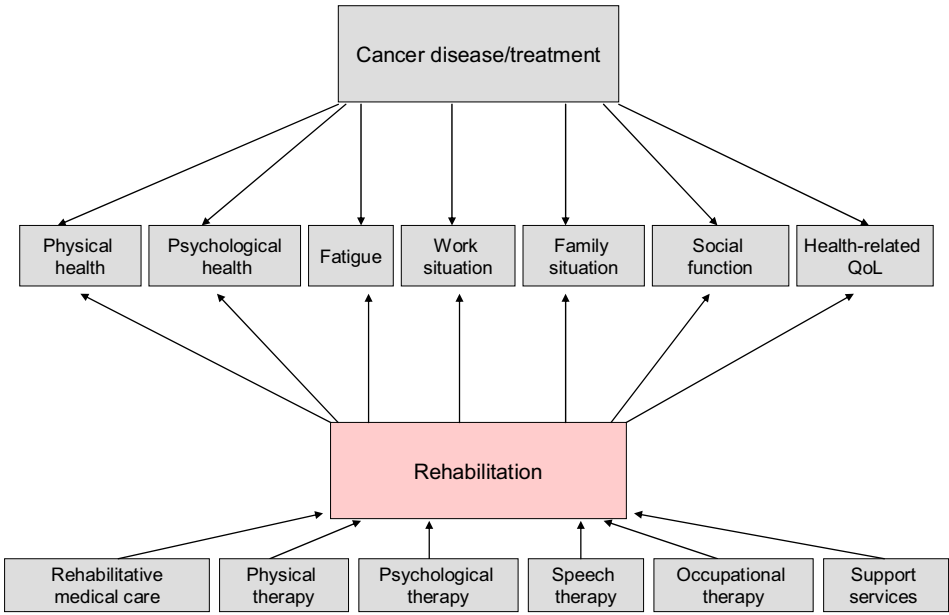 Cancer disease/treatment
Physical
health
Psychological
health
Fatigue
Work
situation
Family
situation
Social
function
Health-related
QoL
Rehabilitation
Rehabilitative
medical care
Physical
therapy
Psychological
therapy
Speech
therapy
Occupational
therapy
Support
services